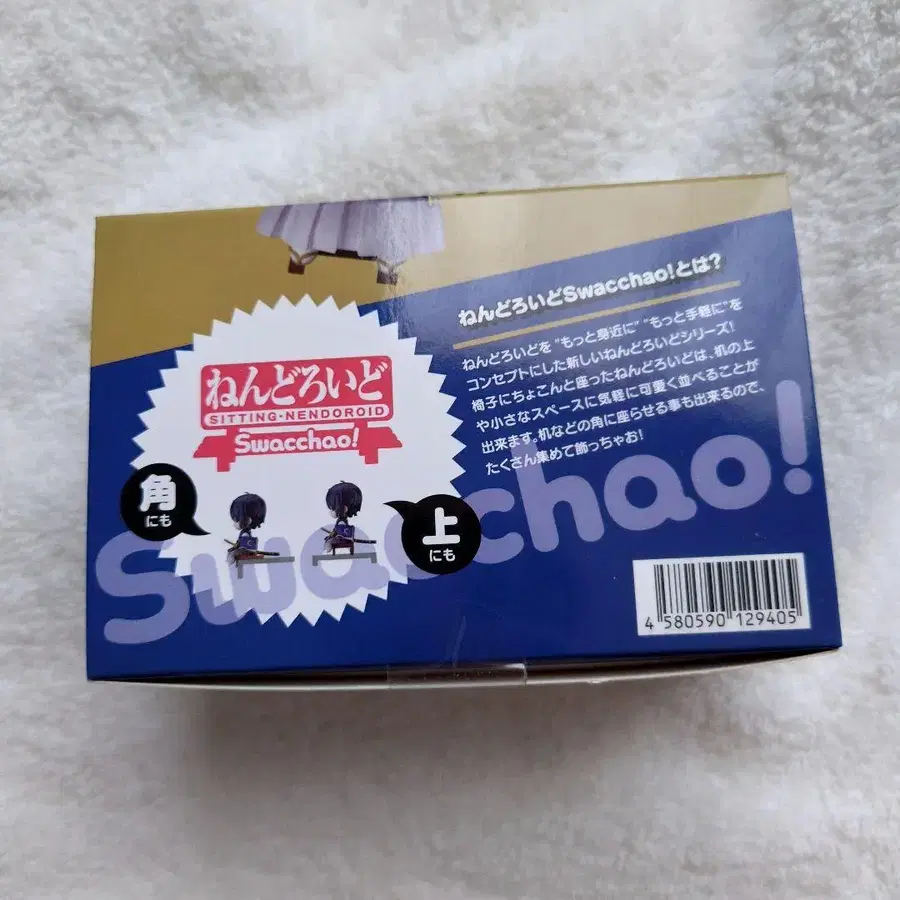 ねんどろいどSwacchao!とは?
ねんどろいどを"もっと身近に" "もっと手軽に"を
コンセプトにした新しいねんどろいどシリーズ!
椅子にちょこんと座ったねんどろいどは、机の上
や小さなスペースに気軽に可愛く並べることが
出来ます。机などの角に座らせる事も出来るので、
たくさん集めて飾っちゃお!
ねんどろいど
SITTING・NENDOROID
Swacchao!
角
にも
上
にも
Swacchao!
4 580590 129405